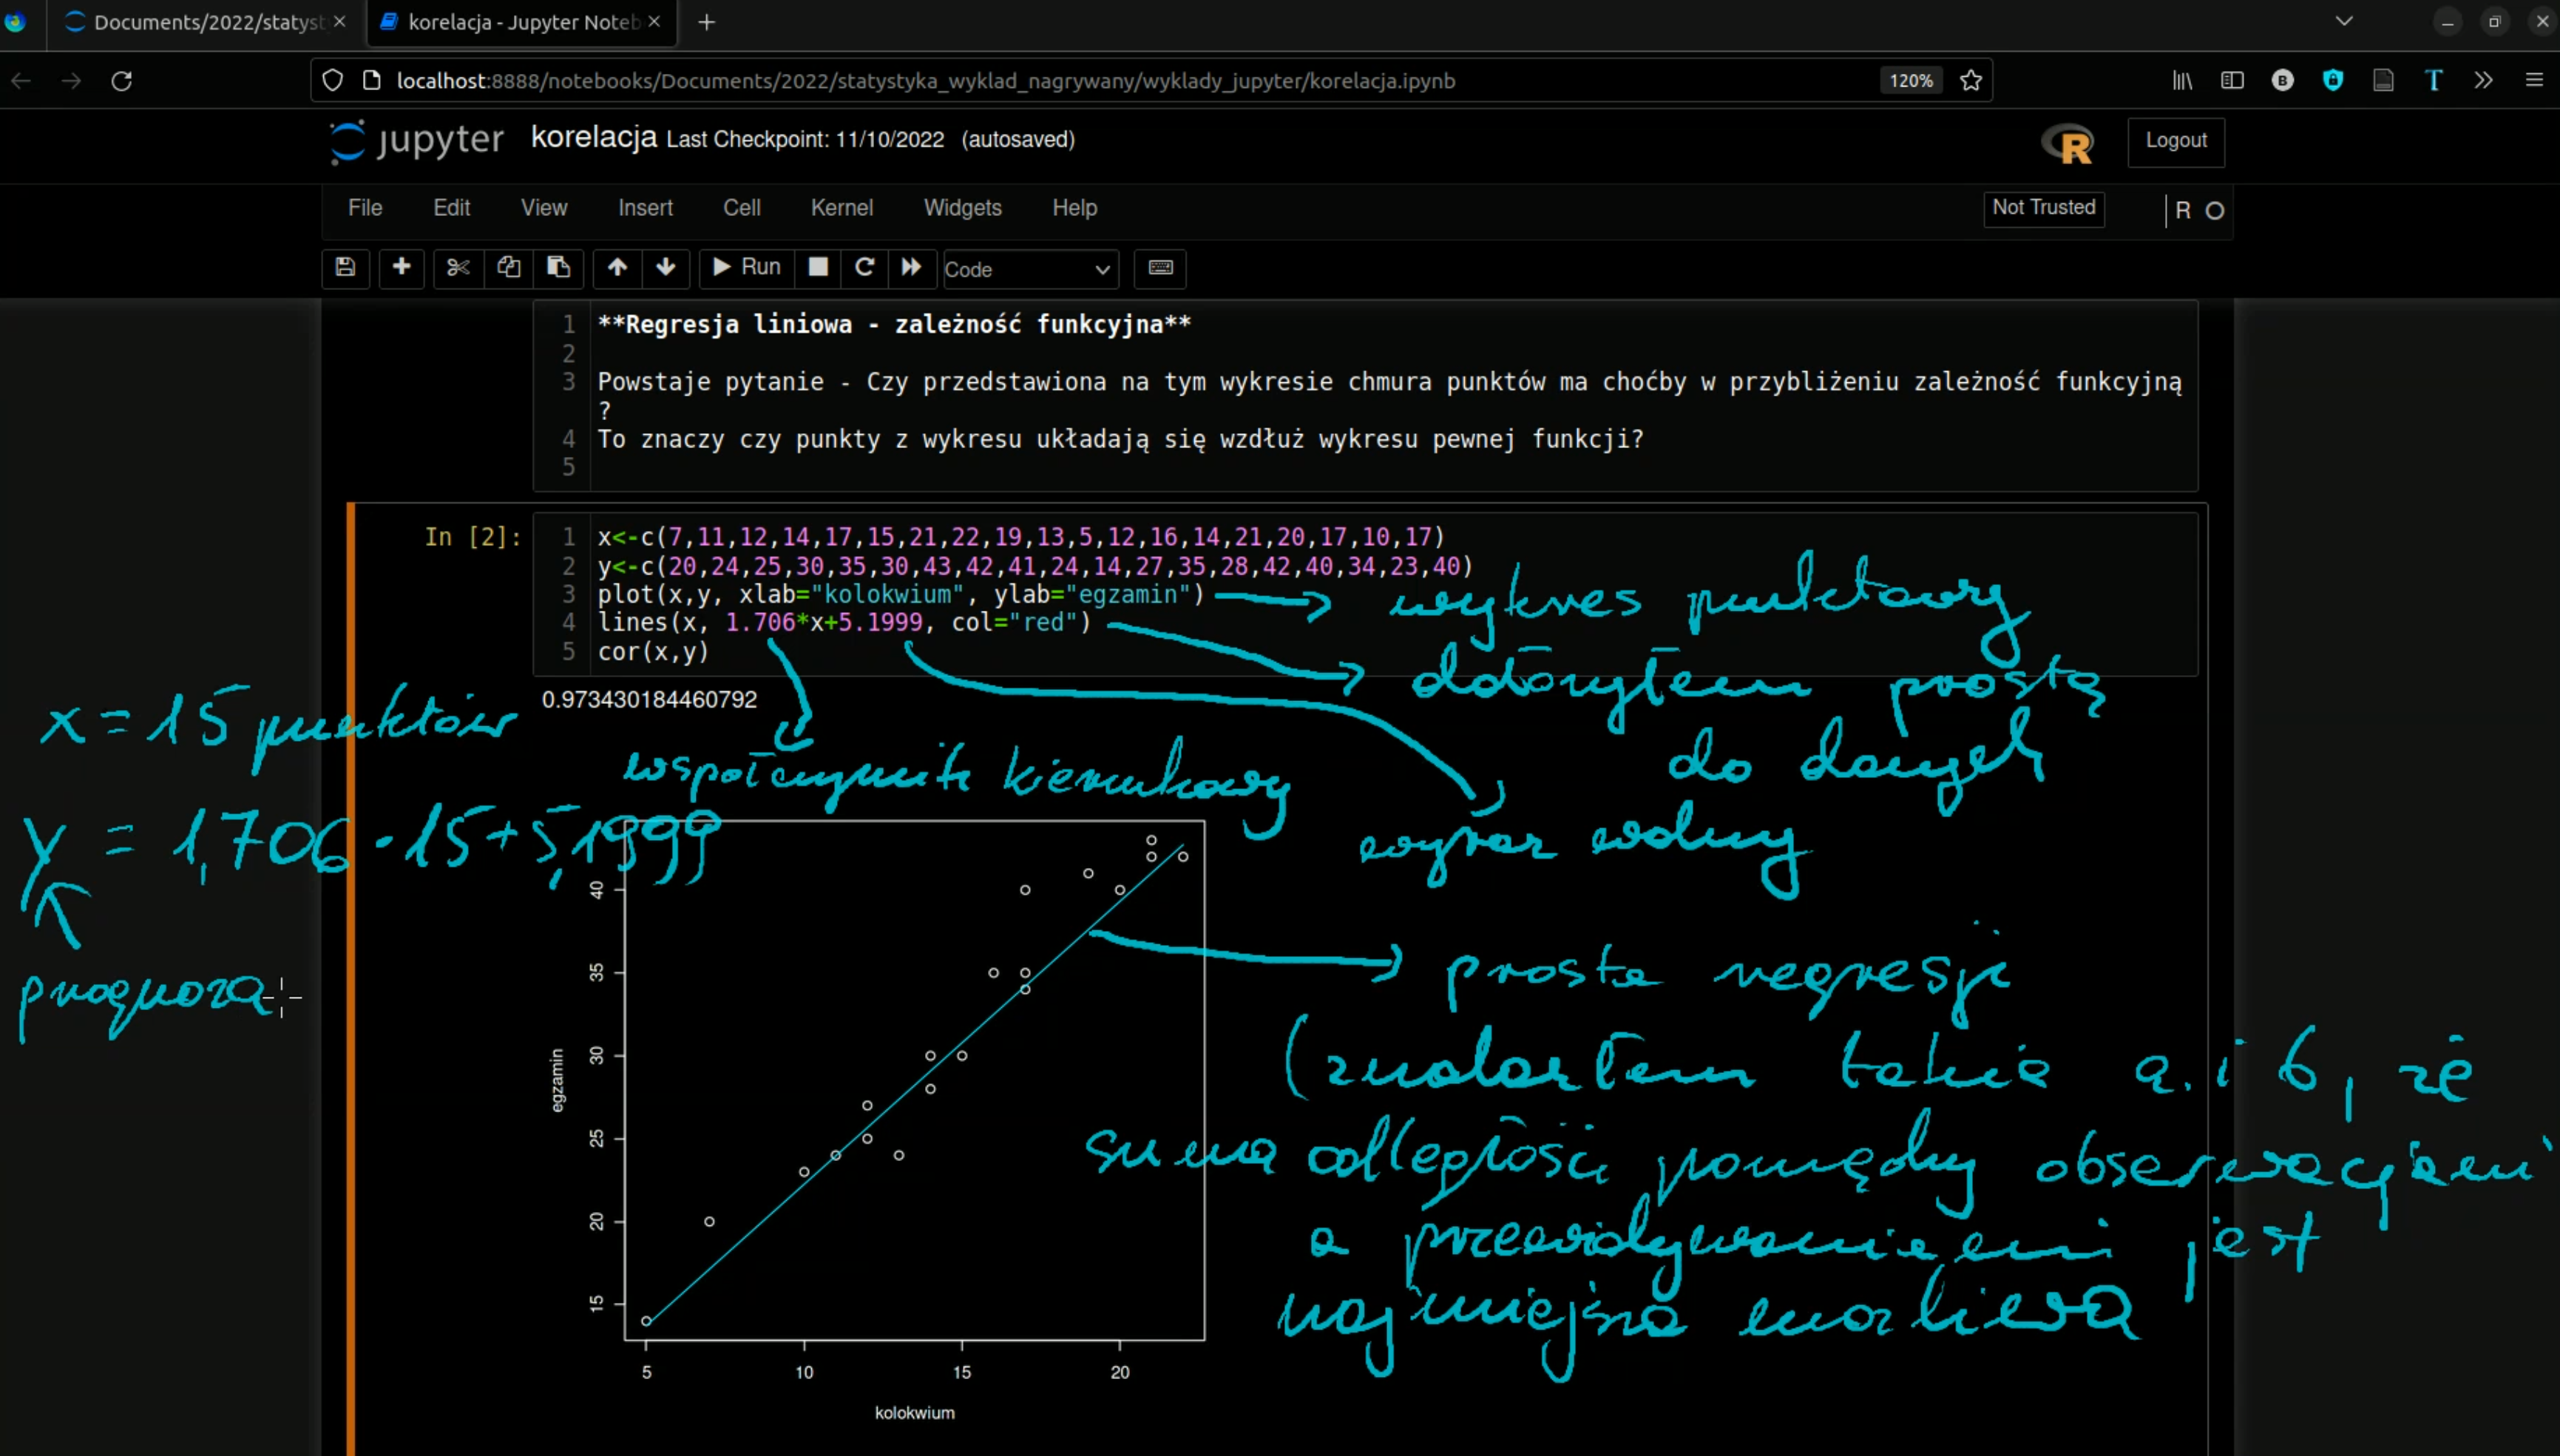 Documents/2022/statyst
korelacja - Jupyter Noteb
localhost:8888/notebooks/Documents/2022/statystyka_wyklad_nagrywany/wyklady_jupyter/korelacja.ipynb
120%
jupyter korelacja Last Checkpoint: 11/10/2022 (autosaved)
R
Logout
File Edit View Insert Cell Kernel Widgets Help
Not Trusted
R
Run
Code
1 **Regresja liniowa - zależność funkcyjna**
2
3 Powstaje pytanie - Czy przedstawiona na tym wykresie chmura punktów ma choćby w przybliżeniu zależność funkcyjną
?
4 To znaczy czy punkty z wykresu układają się wzdłuż wykresu pewnej funkcji?
5
In [2]:
1 x<-c(7,11,12,14,17,15,21,22,19,13,5,12,16,14,21,20,17,10,17)
2 y<-c(20,24,25,30,35,30,43,42,41,24,14,27,35,28,42,40,34,23,40)
3 plot(x,y, xlab="kolokwium", ylab="egzamin")
4 lines(x, 1.706*x+5.1999, col="red")
5 cor(x,y)
0.973430184460792
wykres punktowy
dołożyłem prostą
do danych
współczynnik kierunkowy
wyraz wolny
x = 15 punktów
y = 1,706 · 15 + 5,1999
prognoza
prosta regresji
(znalazłem takie a i b, że
suma odległości pomiędzy obserwacjami
a przewidywaniami jest
najmniejsza możliwa
egzamin
40
35
30
25
20
15
5 10 15 20
kolokwium